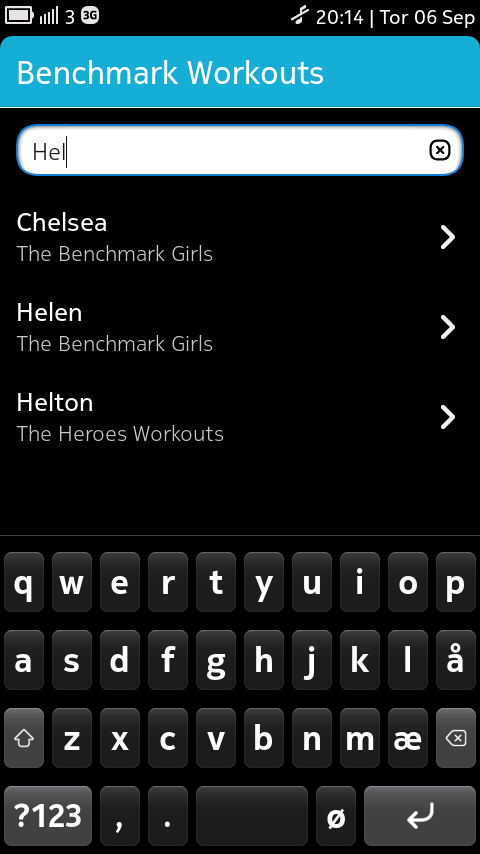 3 3G 20:14 | Tor 06 Sep
Benchmark Workouts
Hel
Chelsea
The Benchmark Girls
Helen
The Benchmark Girls
Helton
The Heroes Workouts
q w e r t y u i o p
a s d f g h j k l å
z x c v b n m æ
?123 , . ø